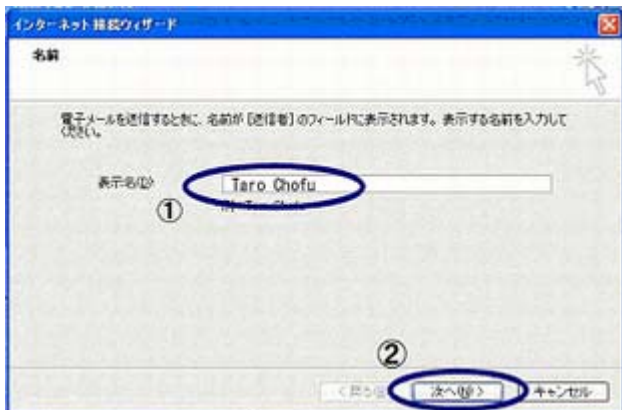 インターネット接続ウィザード
名前
電子メールを送信するときに、名前が [送信者] のフィールドに表示されます。表示する名前を入力して
ください。
表示名(D)
Taro Chofu
①
例: Taro Chofu
②
< 戻る(B)
次へ(N) >
キャンセル